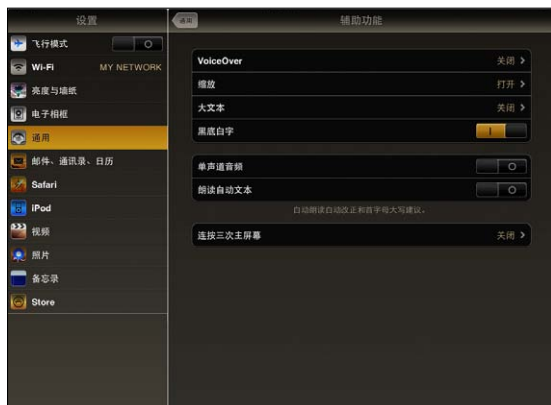 设置
飞行模式
Wi-Fi MY NETWORK
亮度与墙纸
电子相框
通用
邮件、通讯录、日历
Safari
iPod
视频
照片
备忘录
Store
通用
辅助功能
VoiceOver 关闭
缩放 打开
大文本 关闭
黑底白字
单声道音频
朗读自动文本
自动朗读自动改正和首字母大写建议。
连按三次主屏幕 关闭